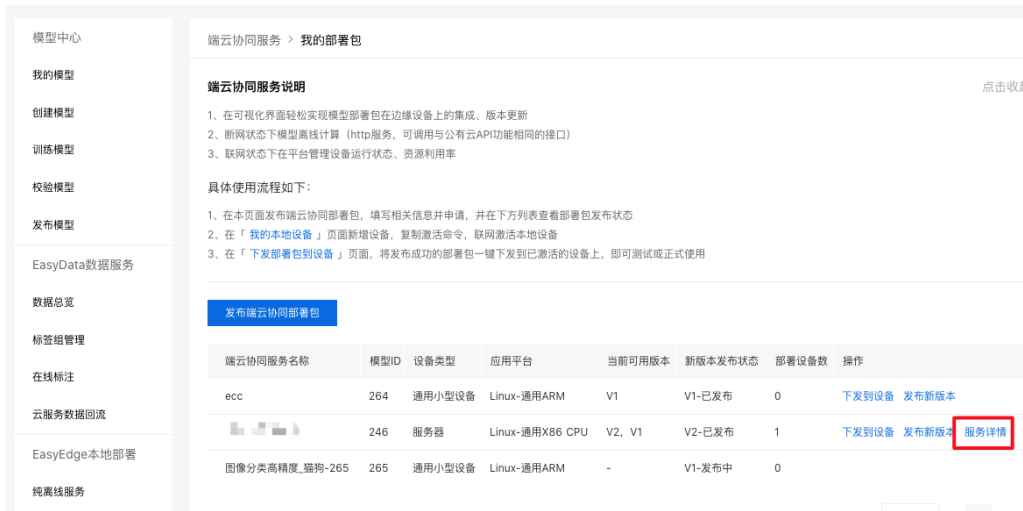 模型中心
我的模型
创建模型
训练模型
校验模型
发布模型
EasyData数据服务
数据总览
标签组管理
在线标注
云服务数据回流
EasyEdge本地部署
纯离线服务
端云协同服务 > 我的部署包
端云协同服务说明
点击收起
1、在可视化界面轻松实现模型部署包在边缘设备上的集成、版本更新
2、断网状态下模型离线计算（http服务，可调用与公有云API功能相同的接口）
3、联网状态下在平台管理设备运行状态、资源利用率
具体使用流程如下：
1、在本页面发布端云协同部署包，填写相关信息并申请，并在下方列表查看部署包发布状态
2、在「 我的本地设备 」页面新增设备，复制激活命令，联网激活本地设备
3、在「 下发部署包到设备 」页面，将发布成功的部署包一键下发到已激活的设备上，即可测试或正式使用
发布端云协同部署包
端云协同服务名称 模型ID 设备类型 应用平台 当前可用版本 新版本发布状态 部署设备数 操作
ecc 264 通用小型设备 Linux-通用ARM V1 V1-已发布 0 下发到设备 发布新版本
246 服务器 Linux-通用X86 CPU V2，V1 V2-已发布 1 下发到设备 发布新版本 服务详情
图像分类高精度_猫狗-265 265 通用小型设备 Linux-通用ARM - V1-发布中 0